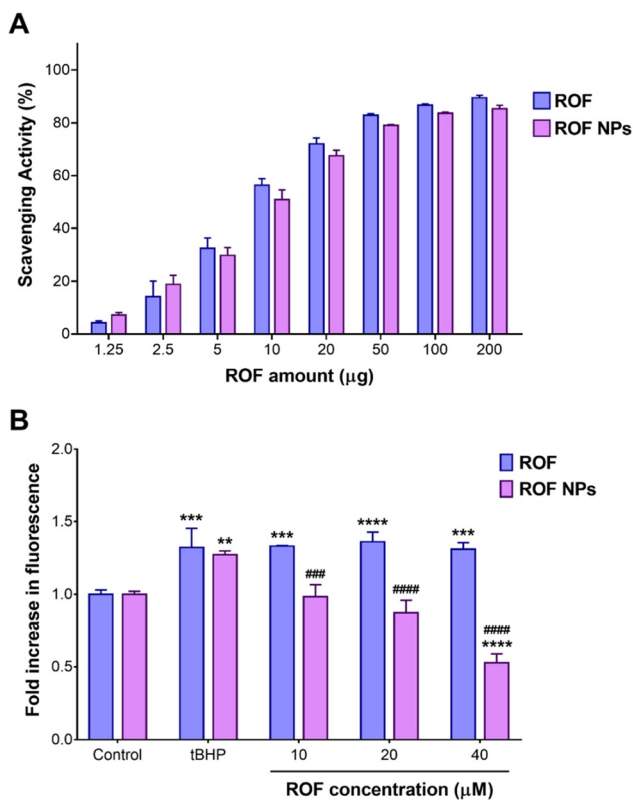 A
Scavenging Activity (%)
100
80
60
40
20
0
1.25 2.5 5 10 20 50 100 200
ROF amount (μg)
ROF
ROF NPs
B
Fold increase in fluorescence
2.0
1.5
1.0
0.5
0.0
*** ** *** ### **** #### *** ####
****
Control tBHP 10 20 40
ROF concentration (μM)
ROF
ROF NPs